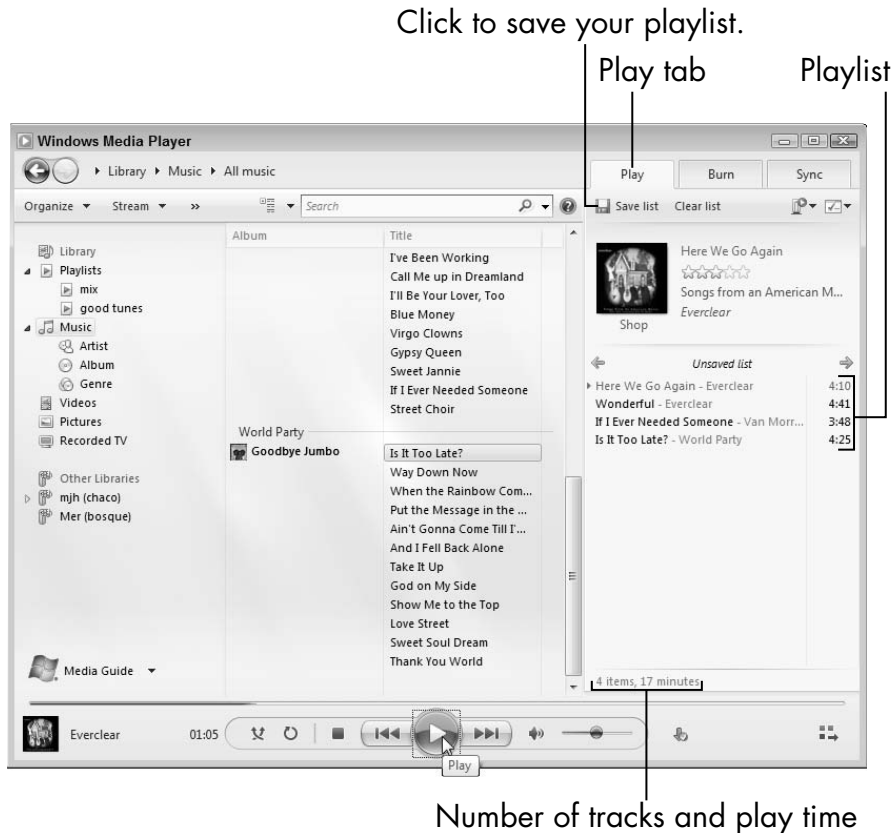 Click to save your playlist.
Play tab
Playlist
Windows Media Player
Library Music All music
Play Burn Sync
Organize Stream » Search
Save list Clear list
Library
Playlists
mix
good tunes
Music
Artist
Album
Genre
Videos
Pictures
Recorded TV
Other Libraries
mjh (chaco)
Mer (bosque)
Media Guide
Album Title
I've Been Working
Call Me up in Dreamland
I'll Be Your Lover, Too
Blue Money
Virgo Clowns
Gypsy Queen
Sweet Jannie
If I Ever Needed Someone
Street Choir
World Party
Goodbye Jumbo Is It Too Late?
Way Down Now
When the Rainbow Com...
Put the Message in the ...
Ain't Gonna Come Till I'...
And I Fell Back Alone
Take It Up
God on My Side
Show Me to the Top
Love Street
Sweet Soul Dream
Thank You World
Here We Go Again
Songs from an American M...
Everclear
Shop
Unsaved list
Here We Go Again - Everclear 4:10
Wonderful - Everclear 4:41
If I Ever Needed Someone - Van Morr... 3:48
Is It Too Late? - World Party 4:25
4 items, 17 minutes
Everclear 01:05
Play
Number of tracks and play time